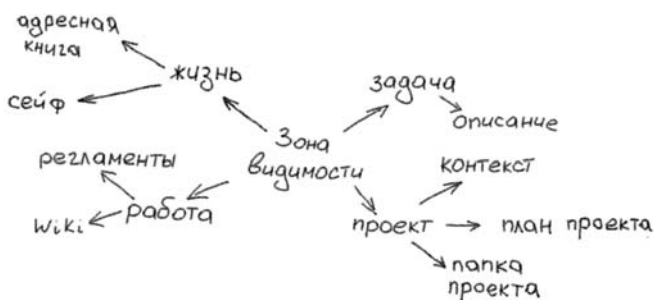 адресная
книга
жизнь
сейф
задача
описание
Зона
видимости
регламенты
работа
Wiki
контекст
проект
план проекта
папка
проекта